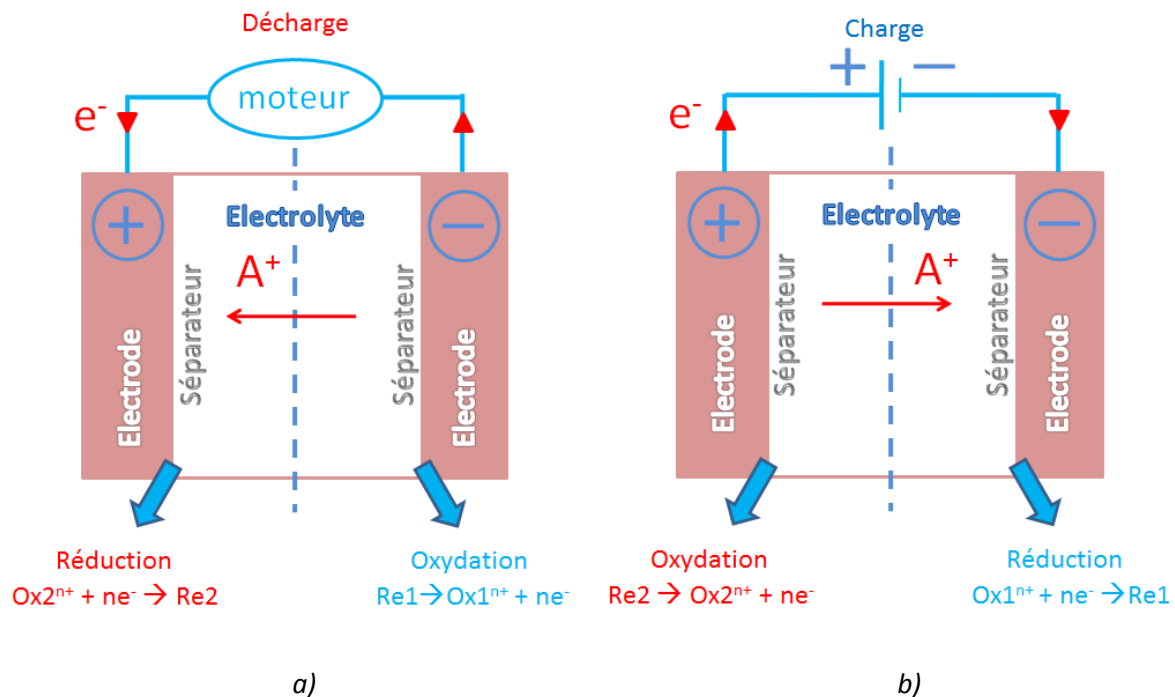 Décharge
moteur
e⁻
+
−
Electrolyte
A⁺
Séparateur
Séparateur
Electrode
Electrode
Réduction
Ox2ⁿ⁺ + ne⁻ → Re2
Oxydation
Re1→Ox1ⁿ⁺ + ne⁻
a)
Charge
+ −
e⁻
+
−
Electrolyte
A⁺
Séparateur
Séparateur
Electrode
Electrode
Oxydation
Re2 → Ox2ⁿ⁺ + ne⁻
Réduction
Ox1ⁿ⁺ + ne⁻ →Re1
b)